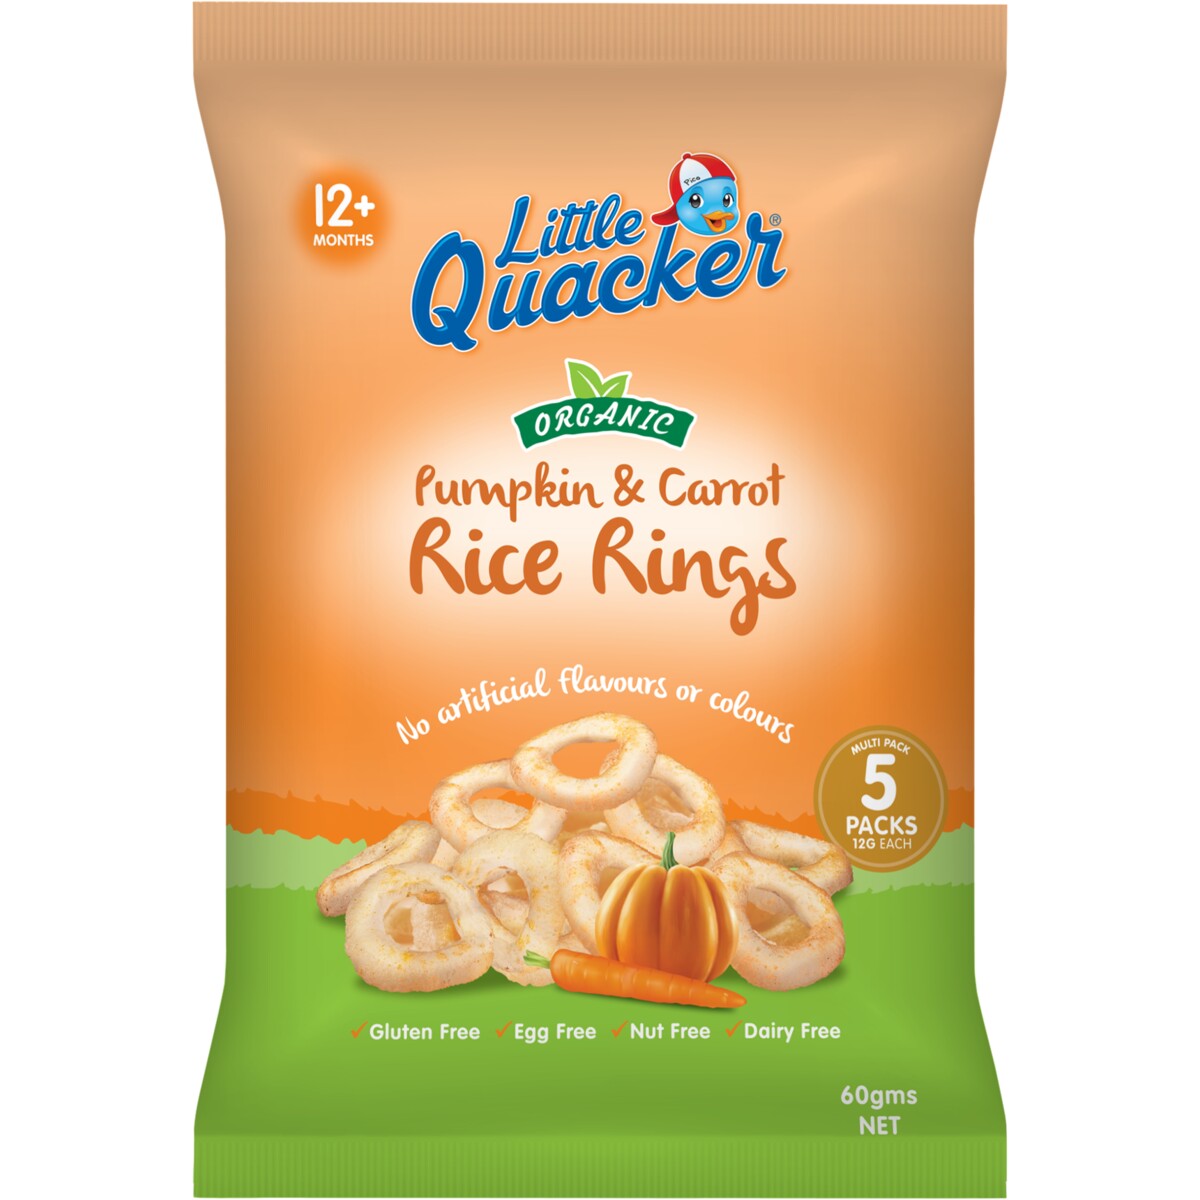 12+
MONTHS
Pico
Little
Quacker®
ORGANIC
Pumpkin & Carrot
Rice Rings
No artificial flavours or colours
MULTI PACK
5
PACKS
12G EACH
✓Gluten Free ✓Egg Free ✓Nut Free ✓Dairy Free
60gms
NET